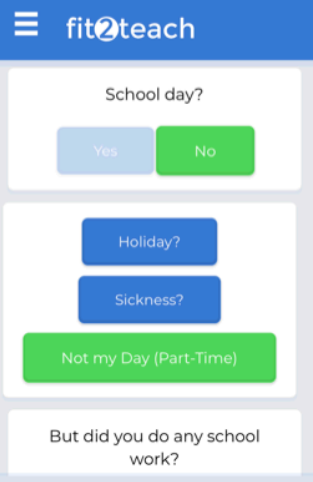 fit2teach
School day?
Yes
No
Holiday?
Sickness?
Not my Day (Part-Time)
But did you do any school
work?